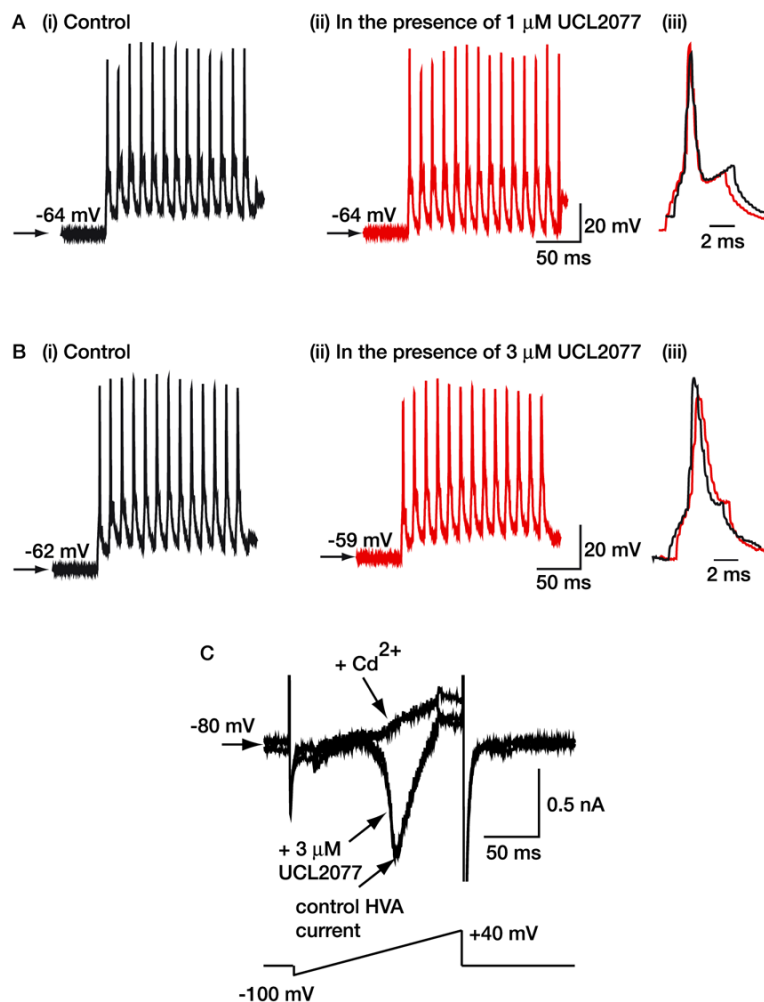 A (i) Control
(ii) In the presence of 1 μM UCL2077
(iii)
-64 mV
-64 mV
20 mV
50 ms
2 ms
B (i) Control
(ii) In the presence of 3 μM UCL2077
(iii)
-62 mV
-59 mV
20 mV
50 ms
2 ms
C
+ Cd2+
-80 mV
0.5 nA
50 ms
+ 3 μM
UCL2077
control HVA
current
+40 mV
-100 mV